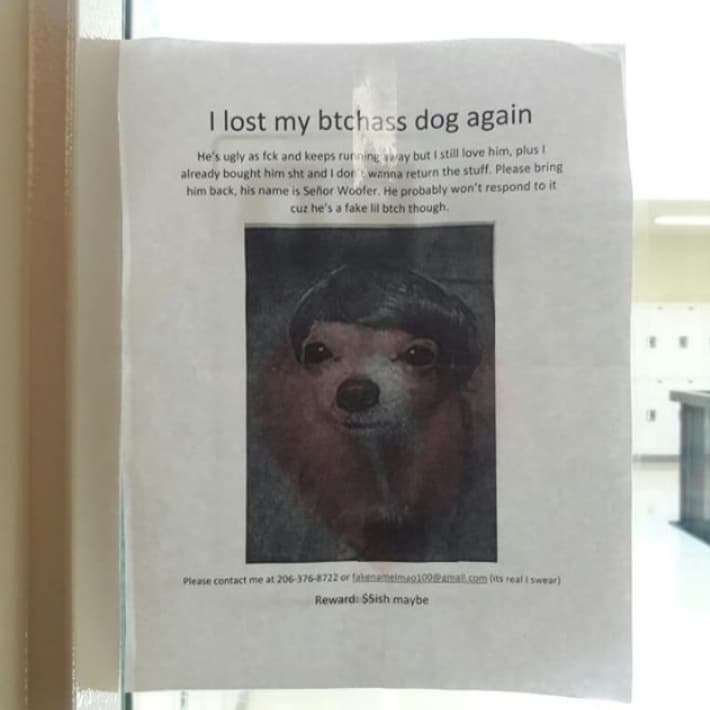 I lost my btchass dog again
He's ugly as fck and keeps running away but I still love him, plus I
already bought him sht and I don't wanna return the stuff. Please bring
him back, his name is Señor Woofer. He probably won't respond to it
cuz he's a fake lil btch though.
Please contact me at 206-376-8722 or fakenamelmao100@gmail.com (its real I swear)
Reward: $5ish maybe